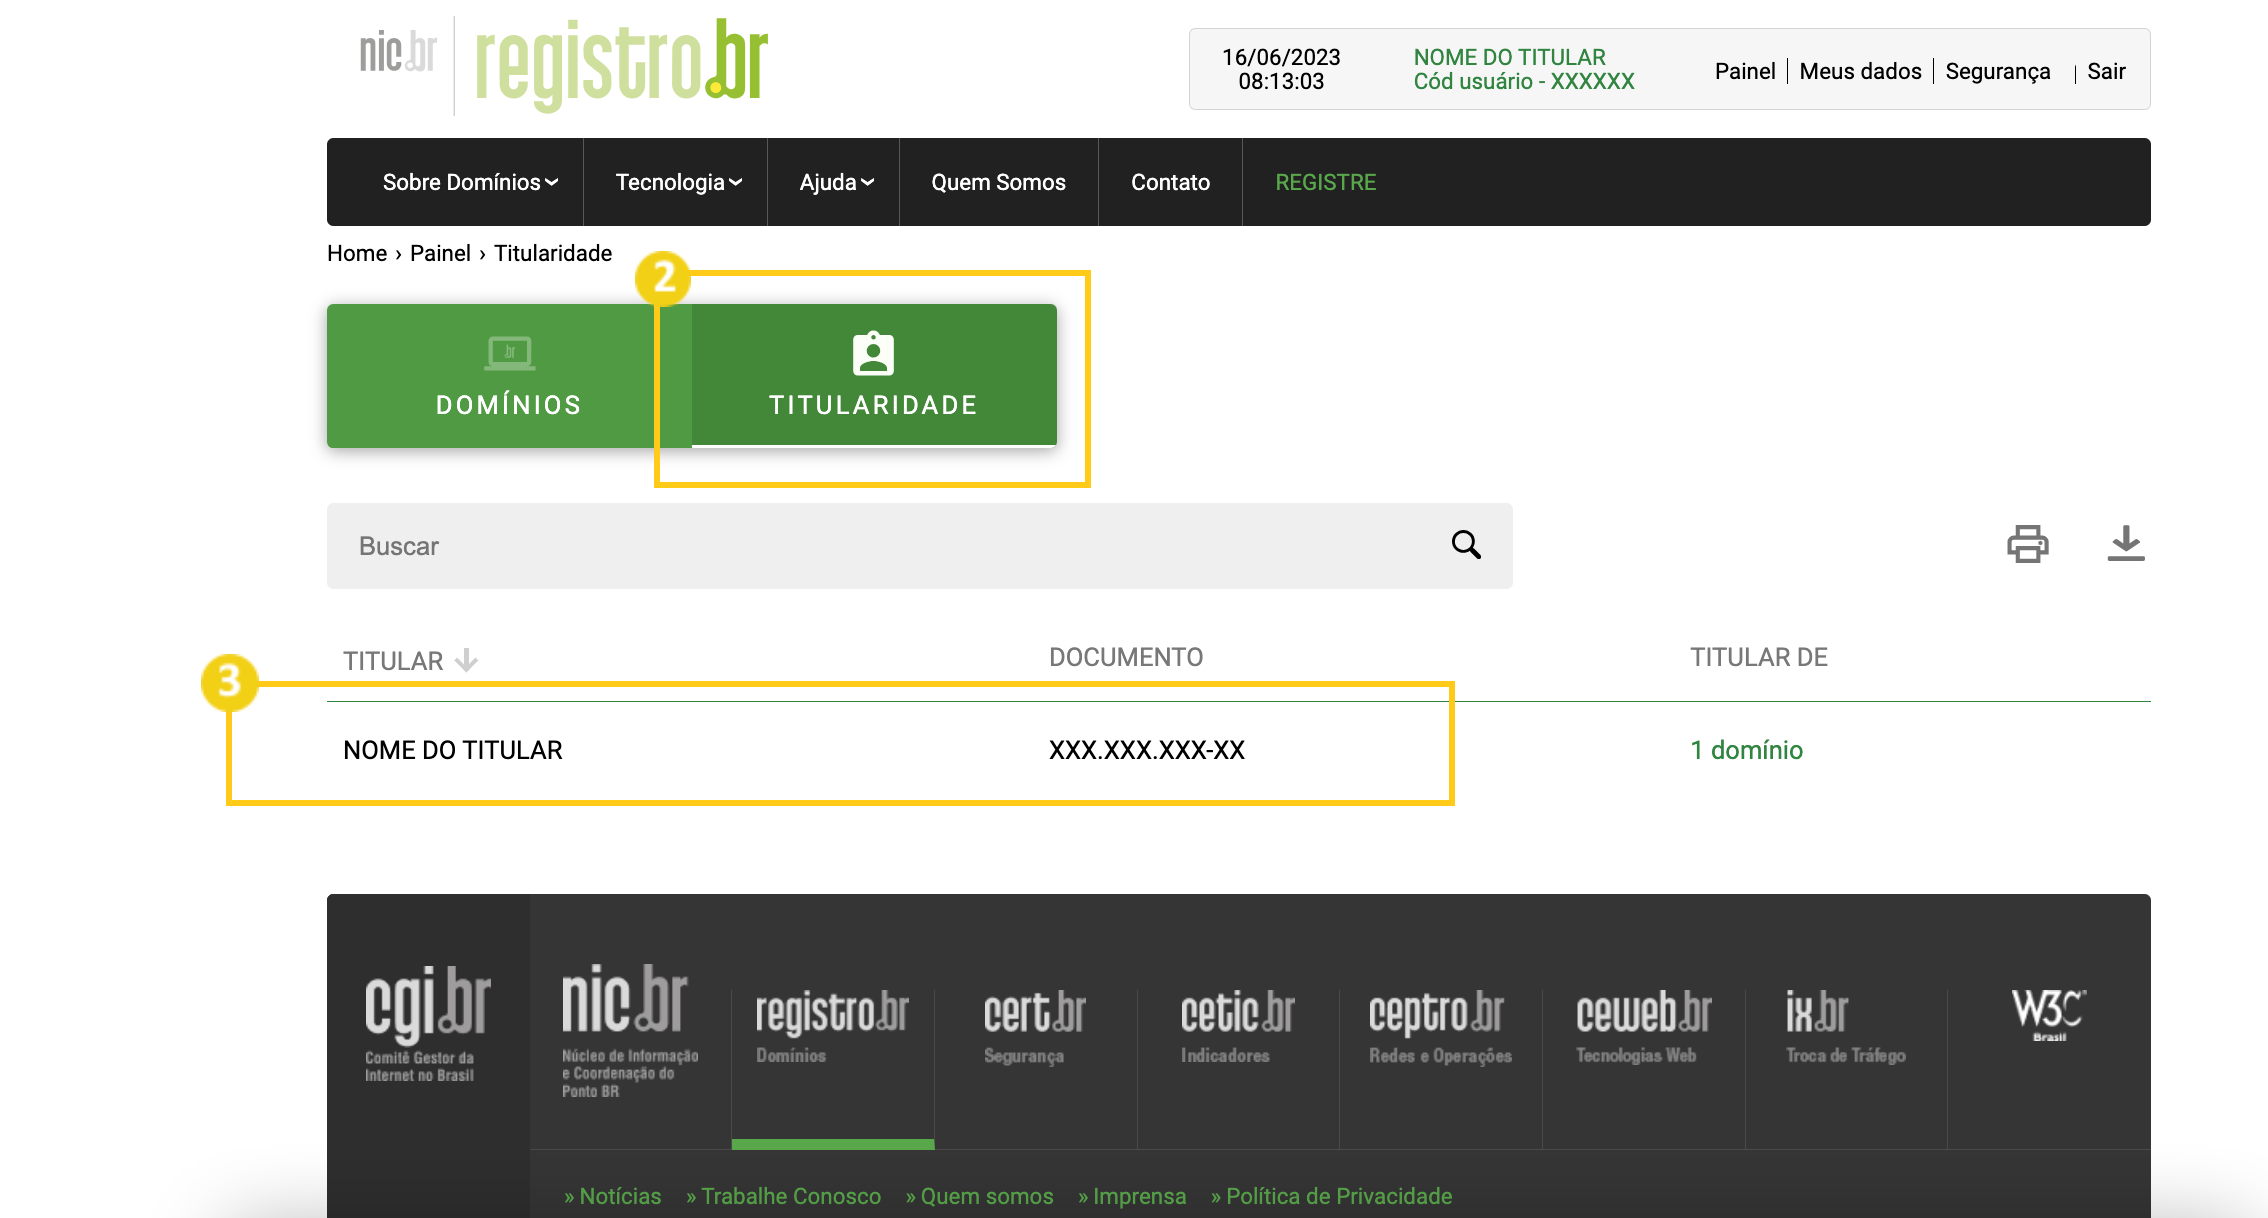 nic.br registro.br
16/06/2023
08:13:03
NOME DO TITULAR
Cód usuário - XXXXXX
Painel Meus dados Segurança Sair
Sobre Domínios Tecnologia Ajuda Quem Somos Contato REGISTRE
Home › Painel › Titularidade
2
.br
DOMÍNIOS
TITULARIDADE
Buscar
TITULAR DOCUMENTO TITULAR DE
3
NOME DO TITULAR XXX.XXX.XXX-XX 1 domínio
cgi.br
Comitê Gestor da
Internet no Brasil
nic.br
Núcleo de Informação
e Coordenação do
Ponto BR
registro.br
Domínios
cert.br
Segurança
cetic.br
Indicadores
ceptro.br
Redes e Operações
ceweb.br
Tecnologias Web
ix.br
Troca de Tráfego
W3C
Brasil
» Notícias » Trabalhe Conosco » Quem somos » Imprensa » Política de Privacidade